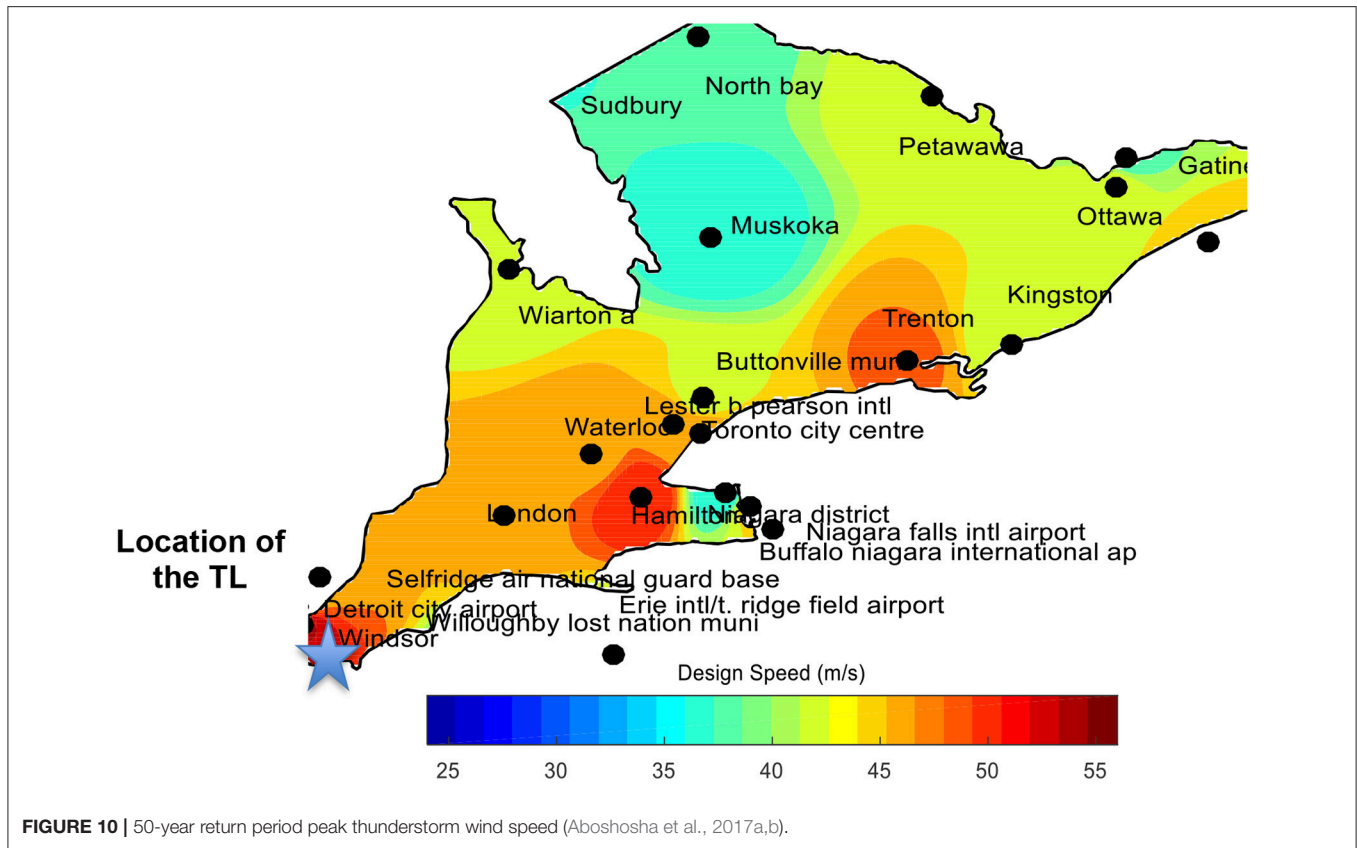 North bay
Sudbury
Petawawa
Gatine
Ottawa
Muskoka
Kingston
Wiarton a
Trenton
Buttonville muni
Lester b pearson intl
Waterloo
Toronto city centre
London
Hamilton
Niagara district
Niagara falls intl airport
Buffalo niagara international ap
Location of
the TL
Selfridge air national guard base
Detroit city airport
Erie intl/t. ridge field airport
Willoughby lost nation muni
Windsor
Design Speed (m/s)
25 30 35 40 45 50 55
FIGURE 10 | 50-year return period peak thunderstorm wind speed (Aboshosha et al., 2017a,b).